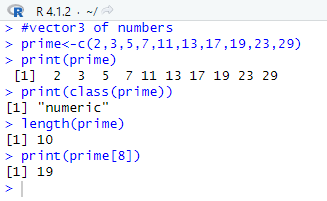 R 4.1.2 · ~/
> #vector3 of numbers
> prime<-c(2,3,5,7,11,13,17,19,23,29)
> print(prime)
 [1]  2  3  5  7 11 13 17 19 23 29
> print(class(prime))
[1] "numeric"
> length(prime)
[1] 10
> print(prime[8])
[1] 19
>